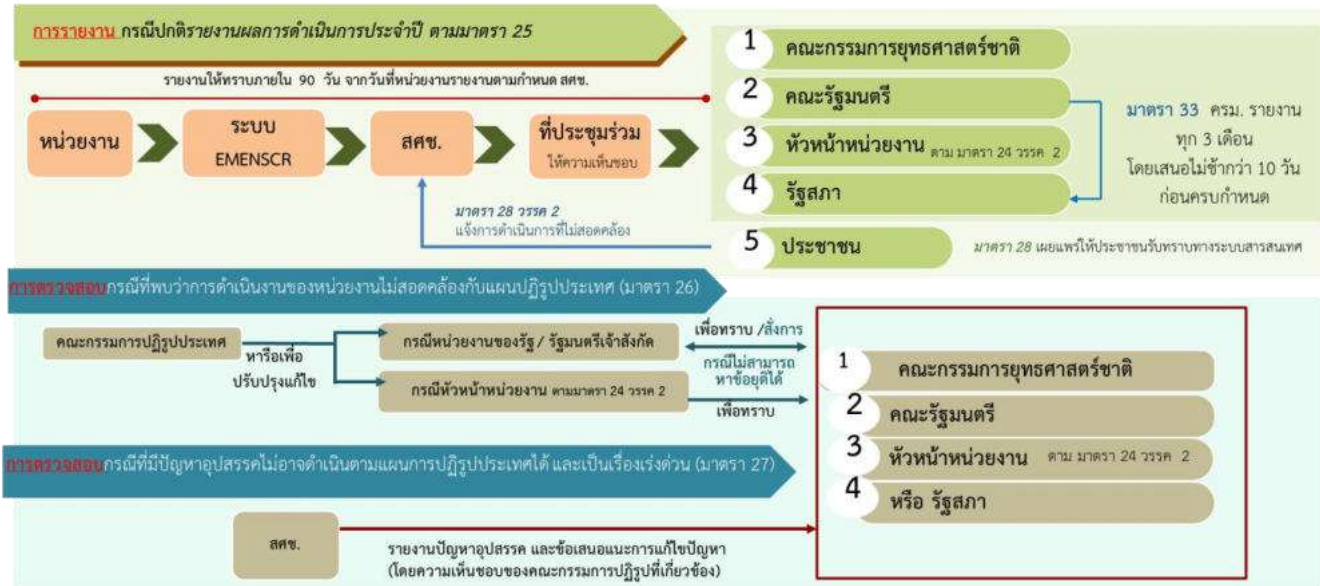 การรายงาน กรณีปกติรายงานผลการดำเนินการประจำปี ตามมาตรา 25
รายงานให้ทราบภายใน 90 วัน จากวันที่หน่วยงานรายงานตามกำหนด สศช.
หน่วยงาน
ระบบ
EMENSCR
สศช.
ที่ประชุมร่วม
ให้ความเห็นชอบ
1 คณะกรรมการยุทธศาสตร์ชาติ
2 คณะรัฐมนตรี
3 หัวหน้าหน่วยงาน ตาม มาตรา 24 วรรค 2
4 รัฐสภา
มาตรา 33 ครม. รายงาน
ทุก 3 เดือน
โดยเสนอไม่ช้ากว่า 10 วัน
ก่อนครบกำหนด
มาตรา 28 วรรค 2
แจ้งการดำเนินการที่ไม่สอดคล้อง
5 ประชาชน
มาตรา 28 เผยแพร่ให้ประชาชนรับทราบทางระบบสารสนเทศ
การตรวจสอบกรณีที่พบว่าการดำเนินงานของหน่วยงานไม่สอดคล้องกับแผนปฏิรูปประเทศ (มาตรา 26)
คณะกรรมการปฏิรูปประเทศ
หารือเพื่อ
ปรับปรุงแก้ไข
กรณีหน่วยงานของรัฐ / รัฐมนตรีเจ้าสังกัด
กรณีหัวหน้าหน่วยงาน ตามมาตรา 24 วรรค 2
เพื่อทราบ /สั่งการ
กรณีไม่สามารถ
หาข้อยุติได้
เพื่อทราบ
1 คณะกรรมการยุทธศาสตร์ชาติ
2 คณะรัฐมนตรี
3 หัวหน้าหน่วยงาน ตาม มาตรา 24 วรรค 2
4 หรือ รัฐสภา
การตรวจสอบกรณีที่มีปัญหาอุปสรรคไม่อาจดำเนินตามแผนการปฏิรูปประเทศได้ และเป็นเรื่องเร่งด่วน (มาตรา 27)
สศช.
รายงานปัญหาอุปสรรค และข้อเสนอแนะการแก้ไขปัญหา
(โดยความเห็นชอบของคณะกรรมการปฏิรูปที่เกี่ยวข้อง)